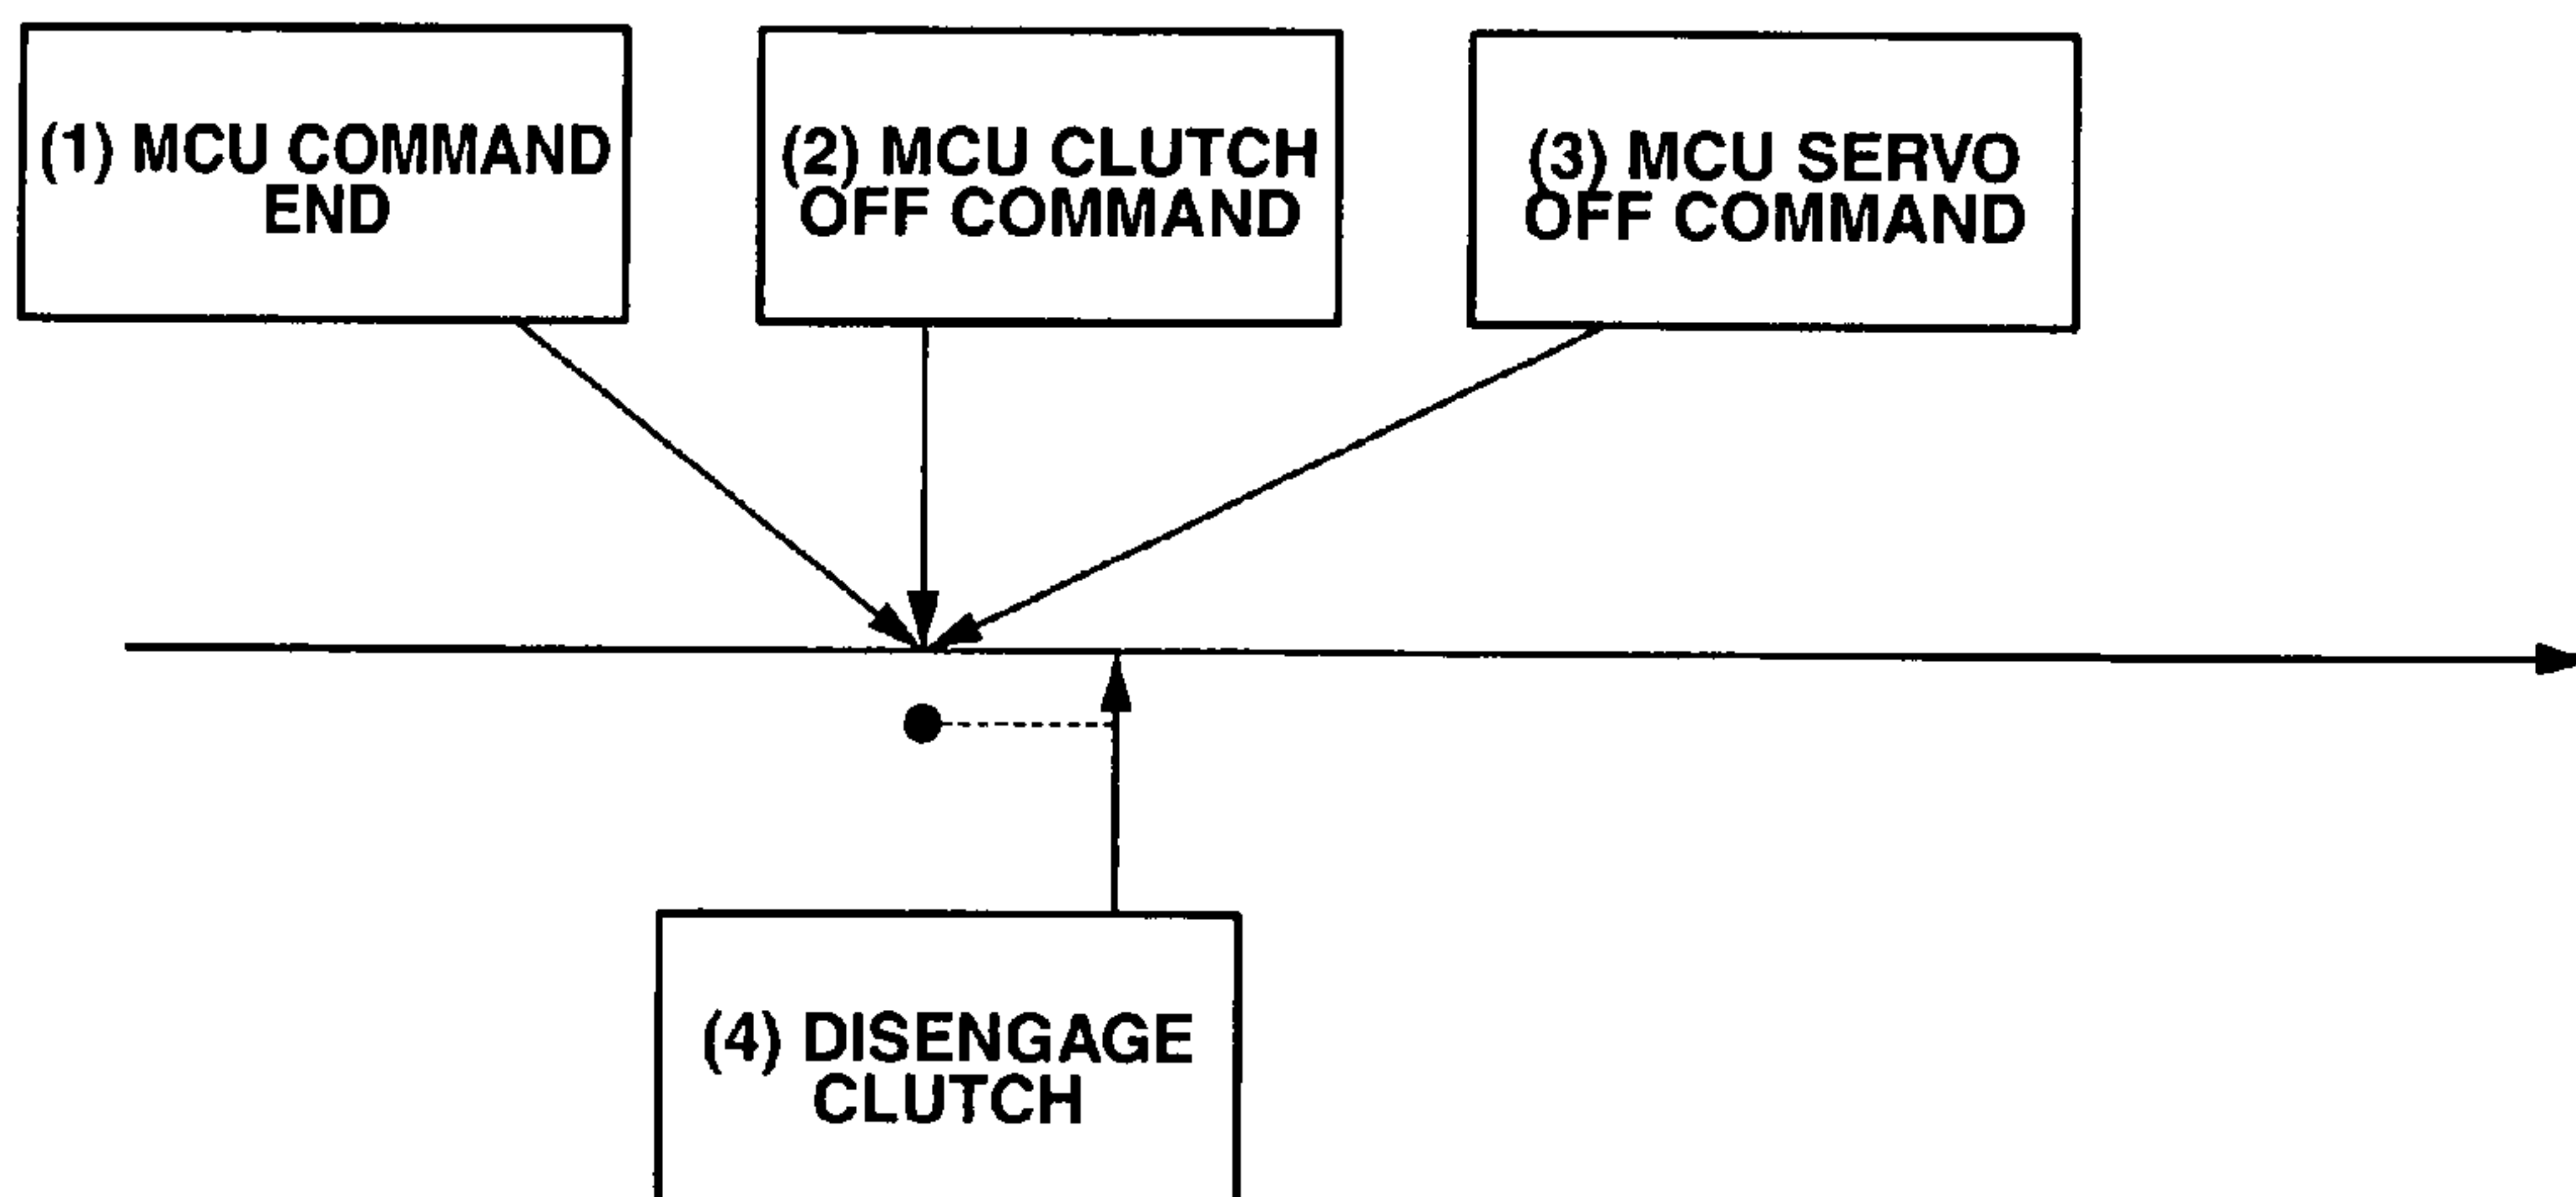 (1) MCU COMMAND
END
(2) MCU CLUTCH
OFF COMMAND
(3) MCU SERVO
OFF COMMAND
(4) DISENGAGE
CLUTCH